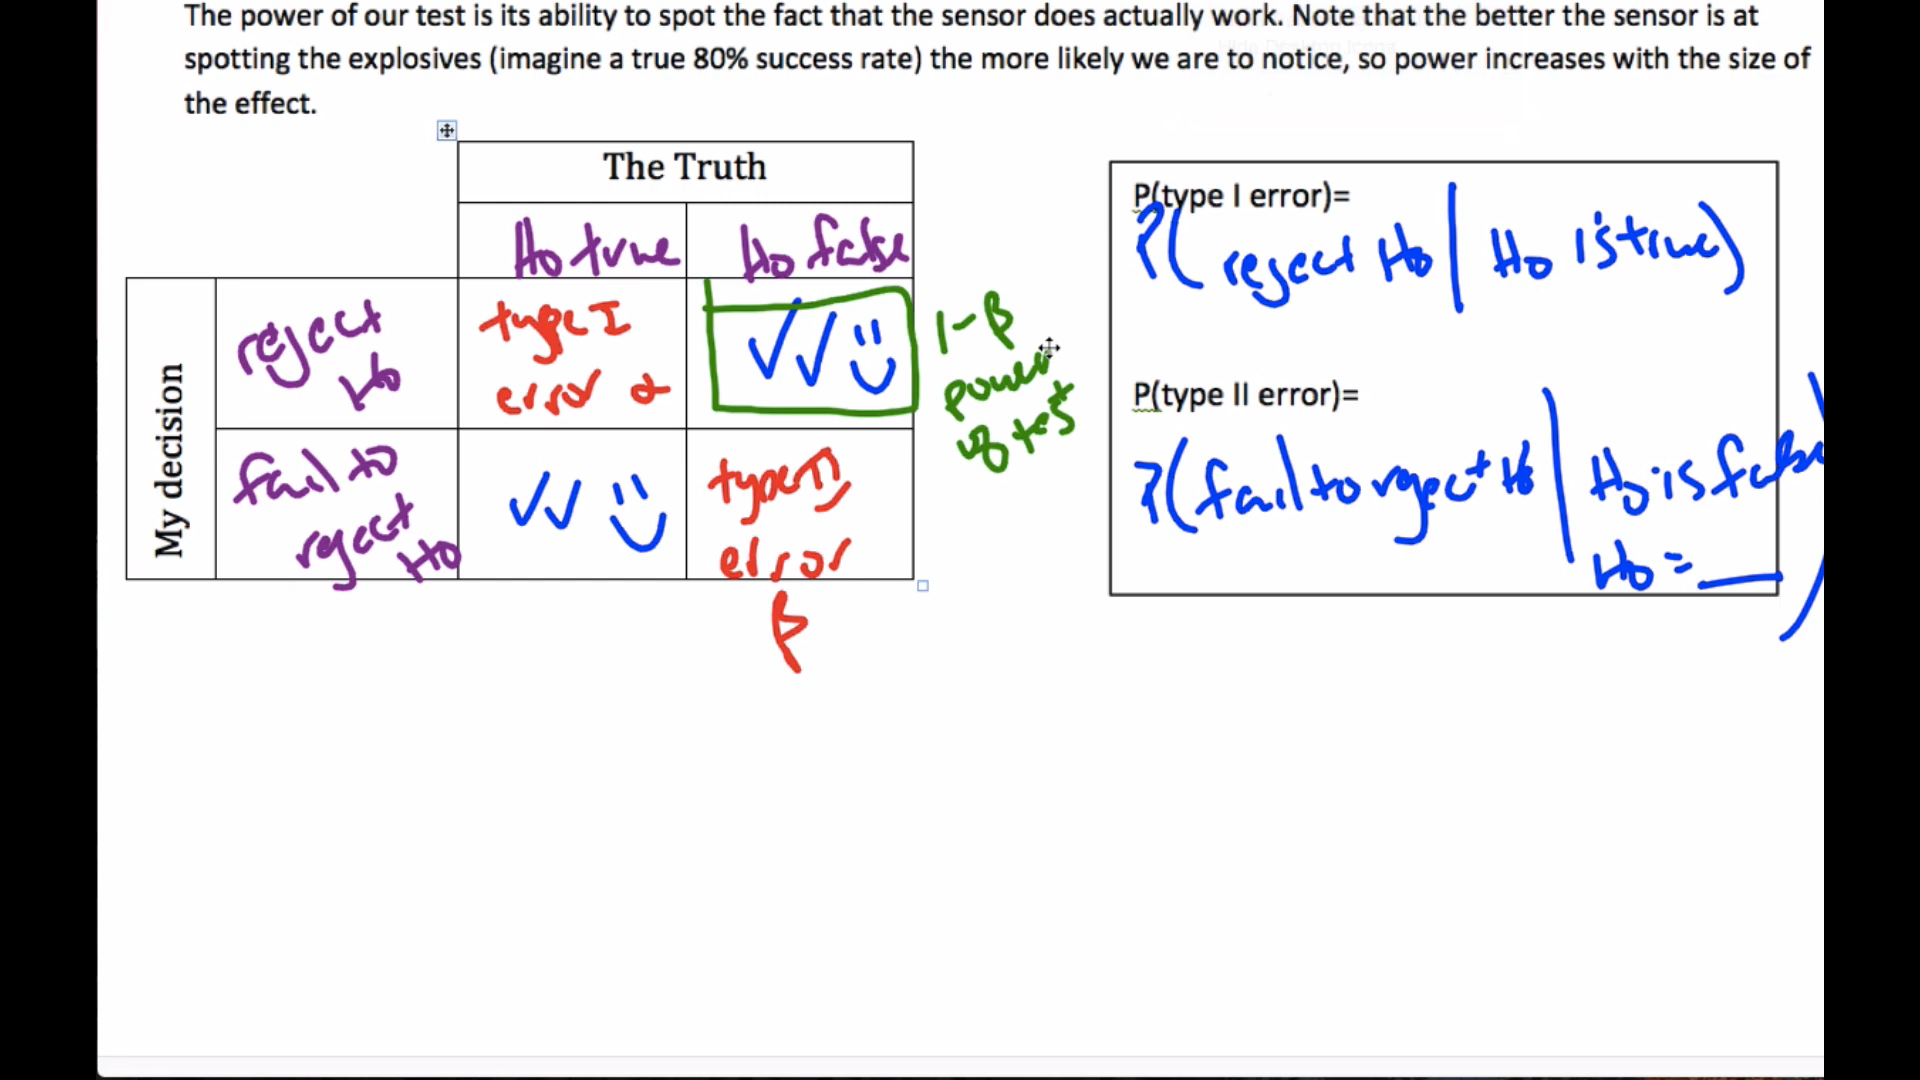 The power of our test is its ability to spot the fact that the sensor does actually work. Note that the better the sensor is at
spotting the explosives (imagine a true 80% success rate) the more likely we are to notice, so power increases with the size of
the effect.
The Truth
Ho true
Ho false
My decision
reject
Ho
type I
error α
1-β
power
of test
fail to
reject
Ho
type II
error
β
P(type I error)=
P( reject Ho | Ho is true)
P(type II error)=
P(fail to reject Ho | Ho is false)
Ho = __